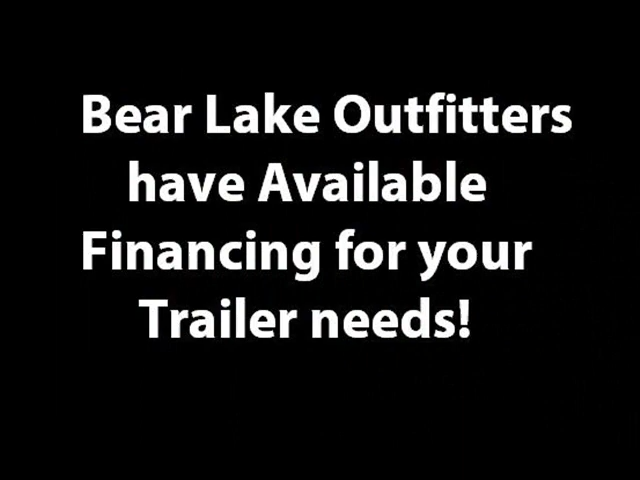 Bear Lake Outfitters
have Available
Financing for your
Trailer needs!